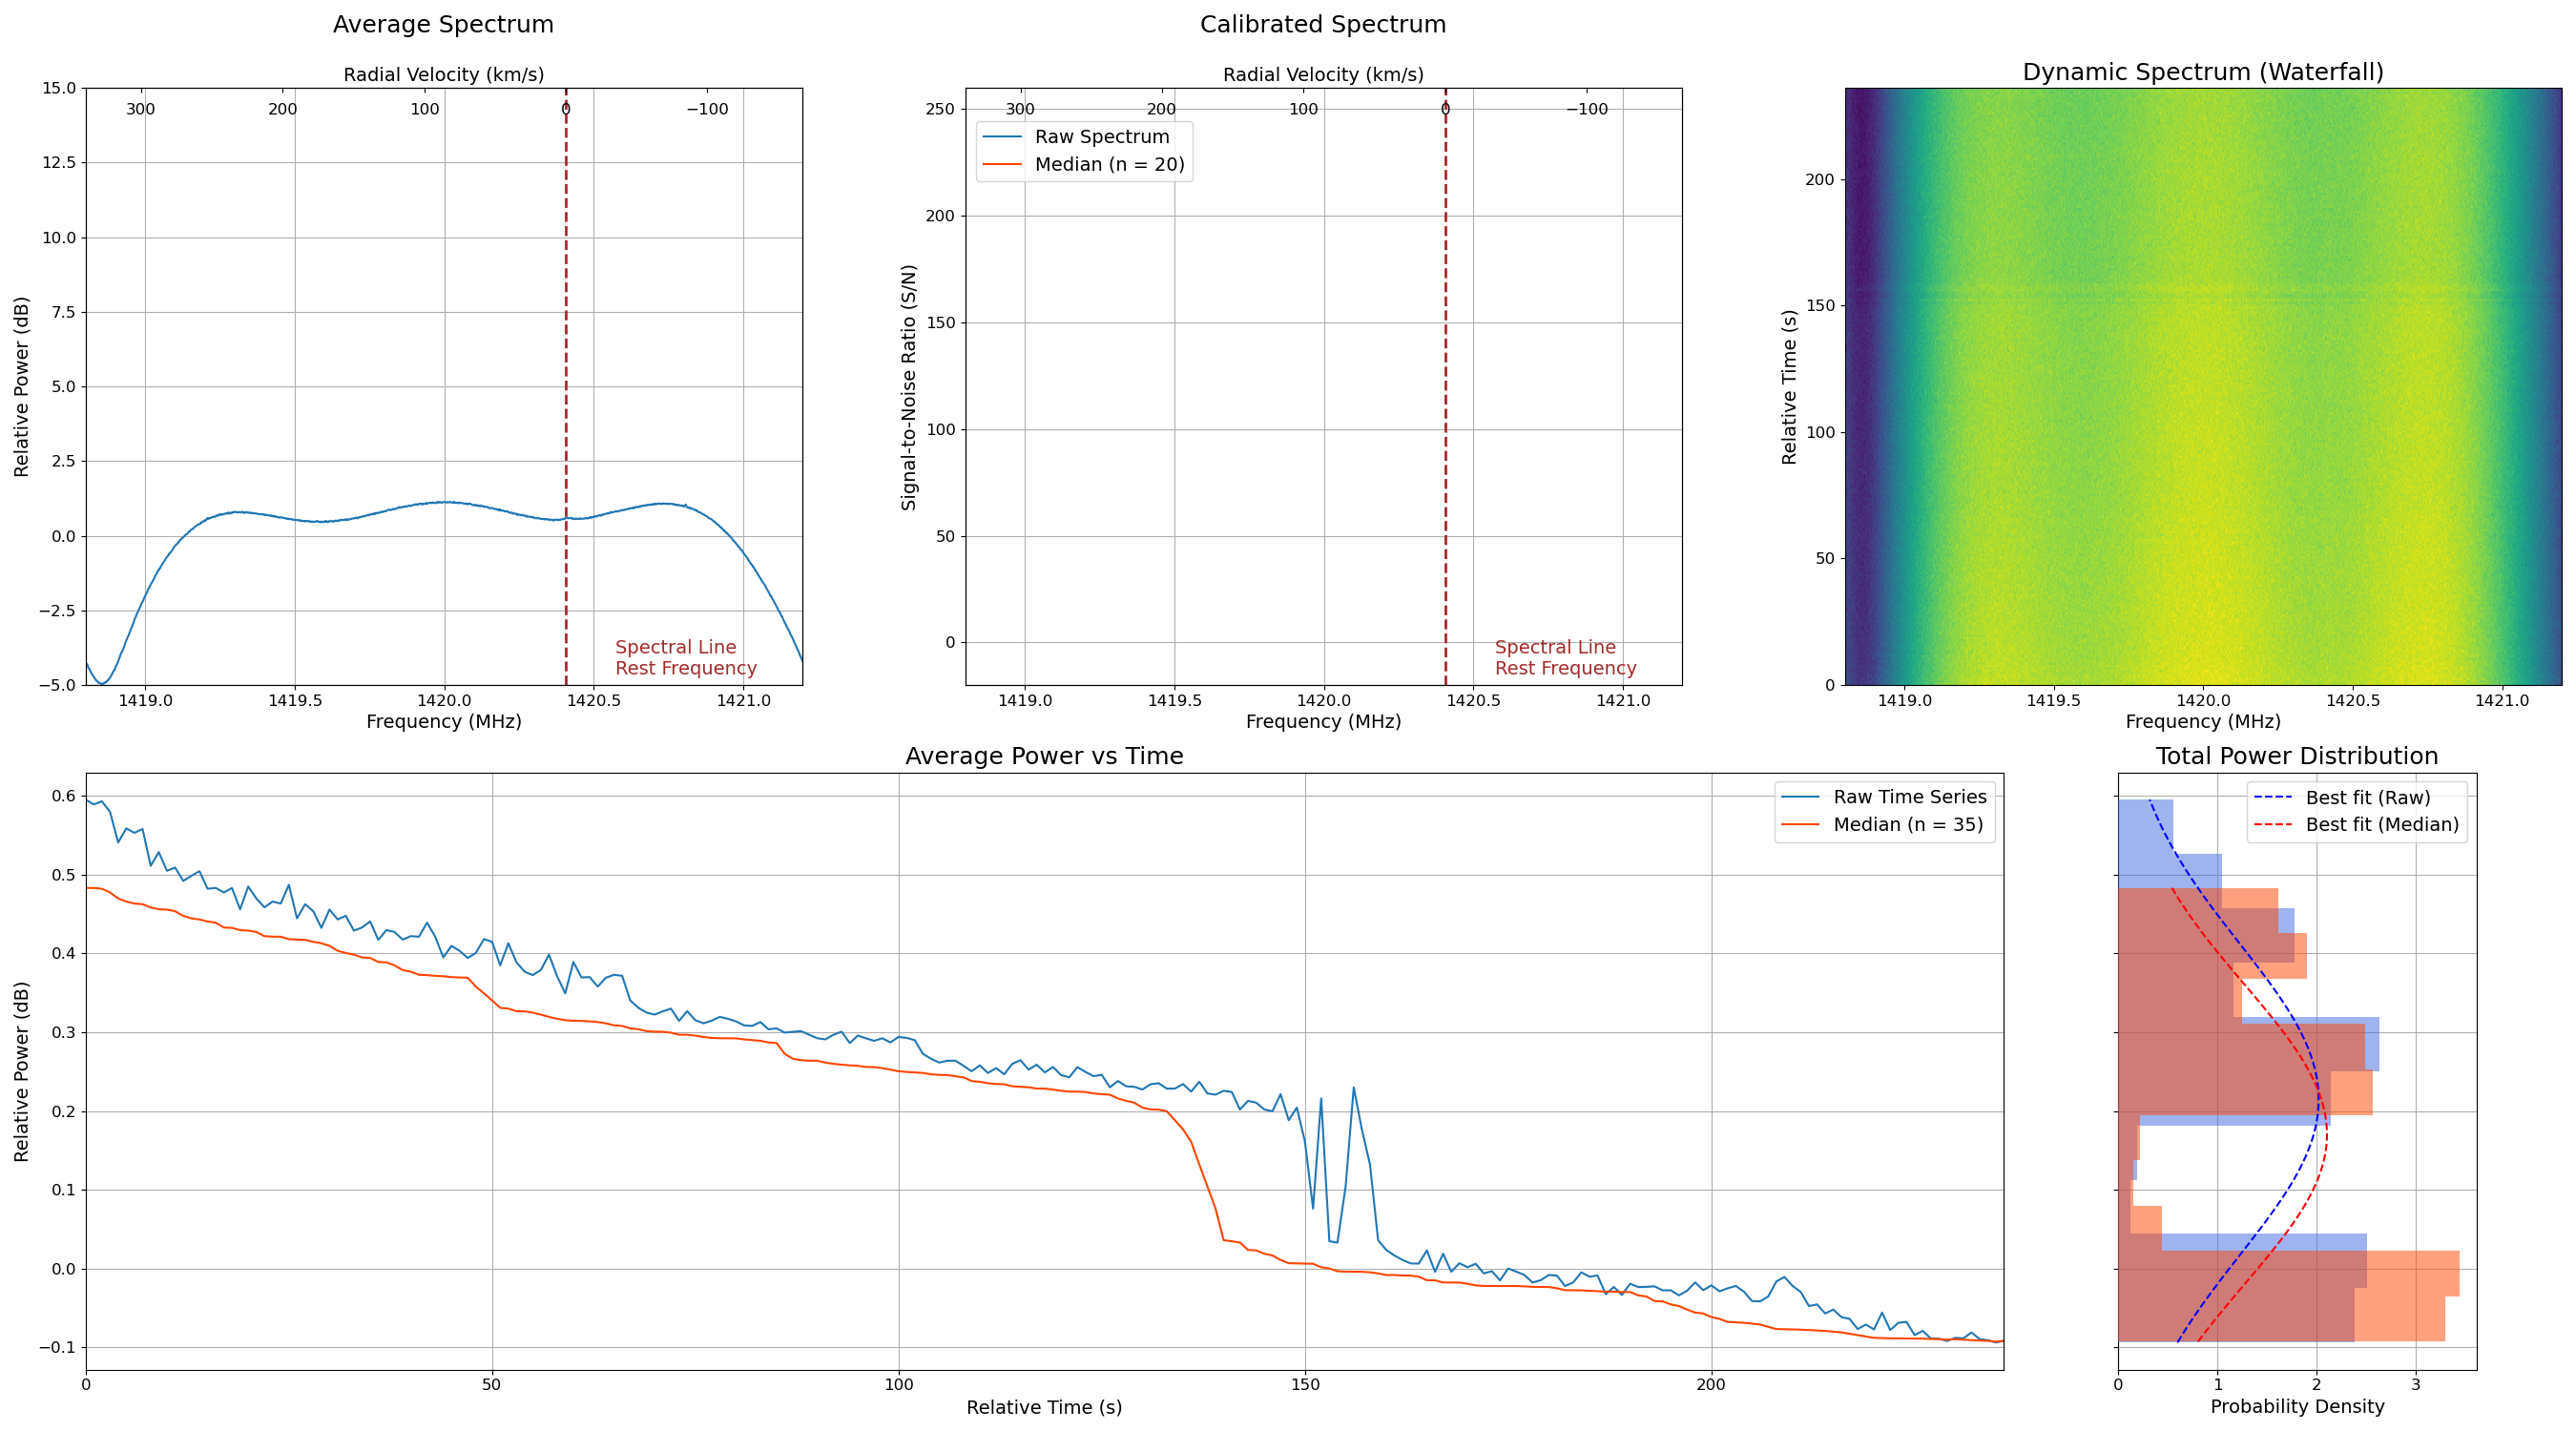 Average Spectrum
Radial Velocity (km/s)
300 200 100 0 −100
15.0
12.5
10.0
7.5
5.0
2.5
0.0
−2.5
−5.0
Relative Power (dB)
Spectral Line
Rest Frequency
1419.0 1419.5 1420.0 1420.5 1421.0
Frequency (MHz)
Calibrated Spectrum
Radial Velocity (km/s)
300 200 100 0 −100
Raw Spectrum
Median (n = 20)
250
200
150
100
50
0
Signal-to-Noise Ratio (S/N)
Spectral Line
Rest Frequency
1419.0 1419.5 1420.0 1420.5 1421.0
Frequency (MHz)
Dynamic Spectrum (Waterfall)
200
150
100
50
0
Relative Time (s)
1419.0 1419.5 1420.0 1420.5 1421.0
Frequency (MHz)
Average Power vs Time
Raw Time Series
Median (n = 35)
0.6
0.5
0.4
0.3
0.2
0.1
0.0
−0.1
Relative Power (dB)
0 50 100 150 200
Relative Time (s)
Total Power Distribution
Best fit (Raw)
Best fit (Median)
0 1 2 3
Probability Density